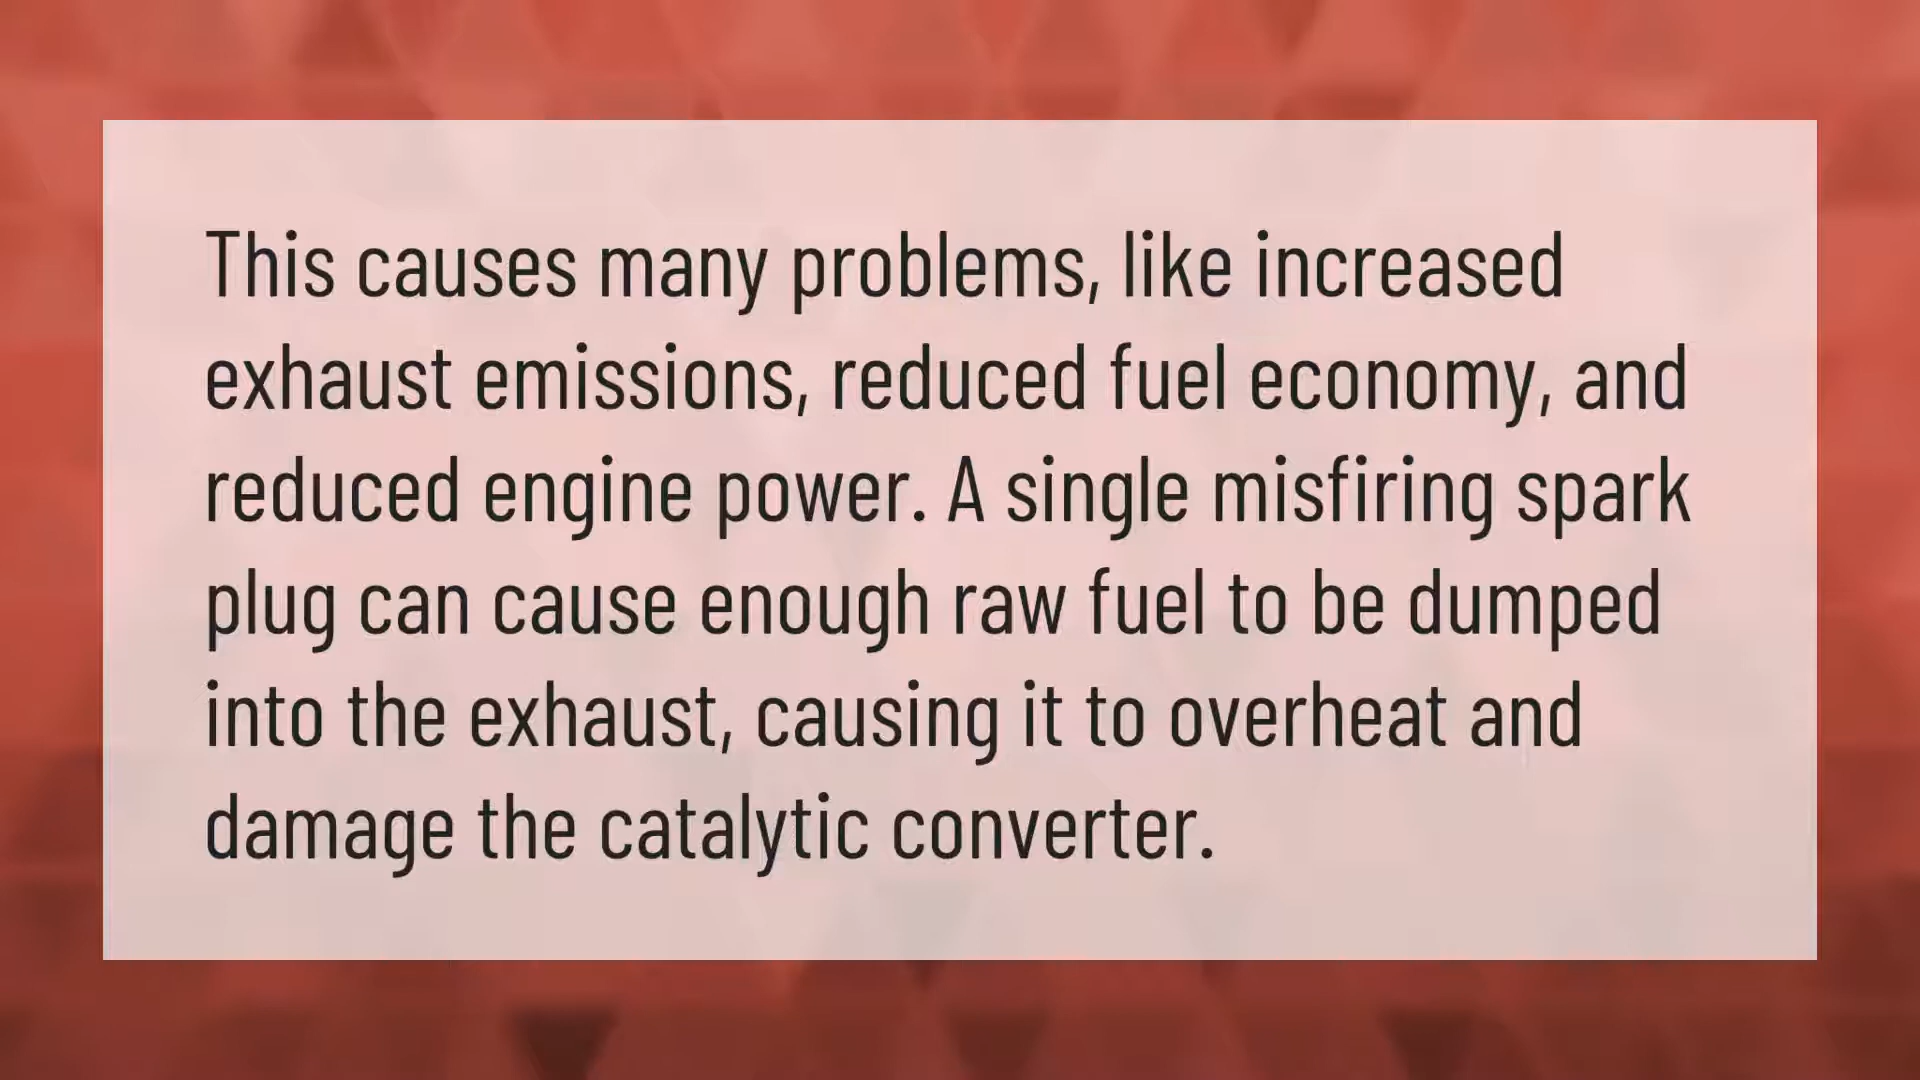 This causes many problems, like increased
exhaust emissions, reduced fuel economy, and
reduced engine power. A single misfiring spark
plug can cause enough raw fuel to be dumped
into the exhaust, causing it to overheat and
damage the catalytic converter.